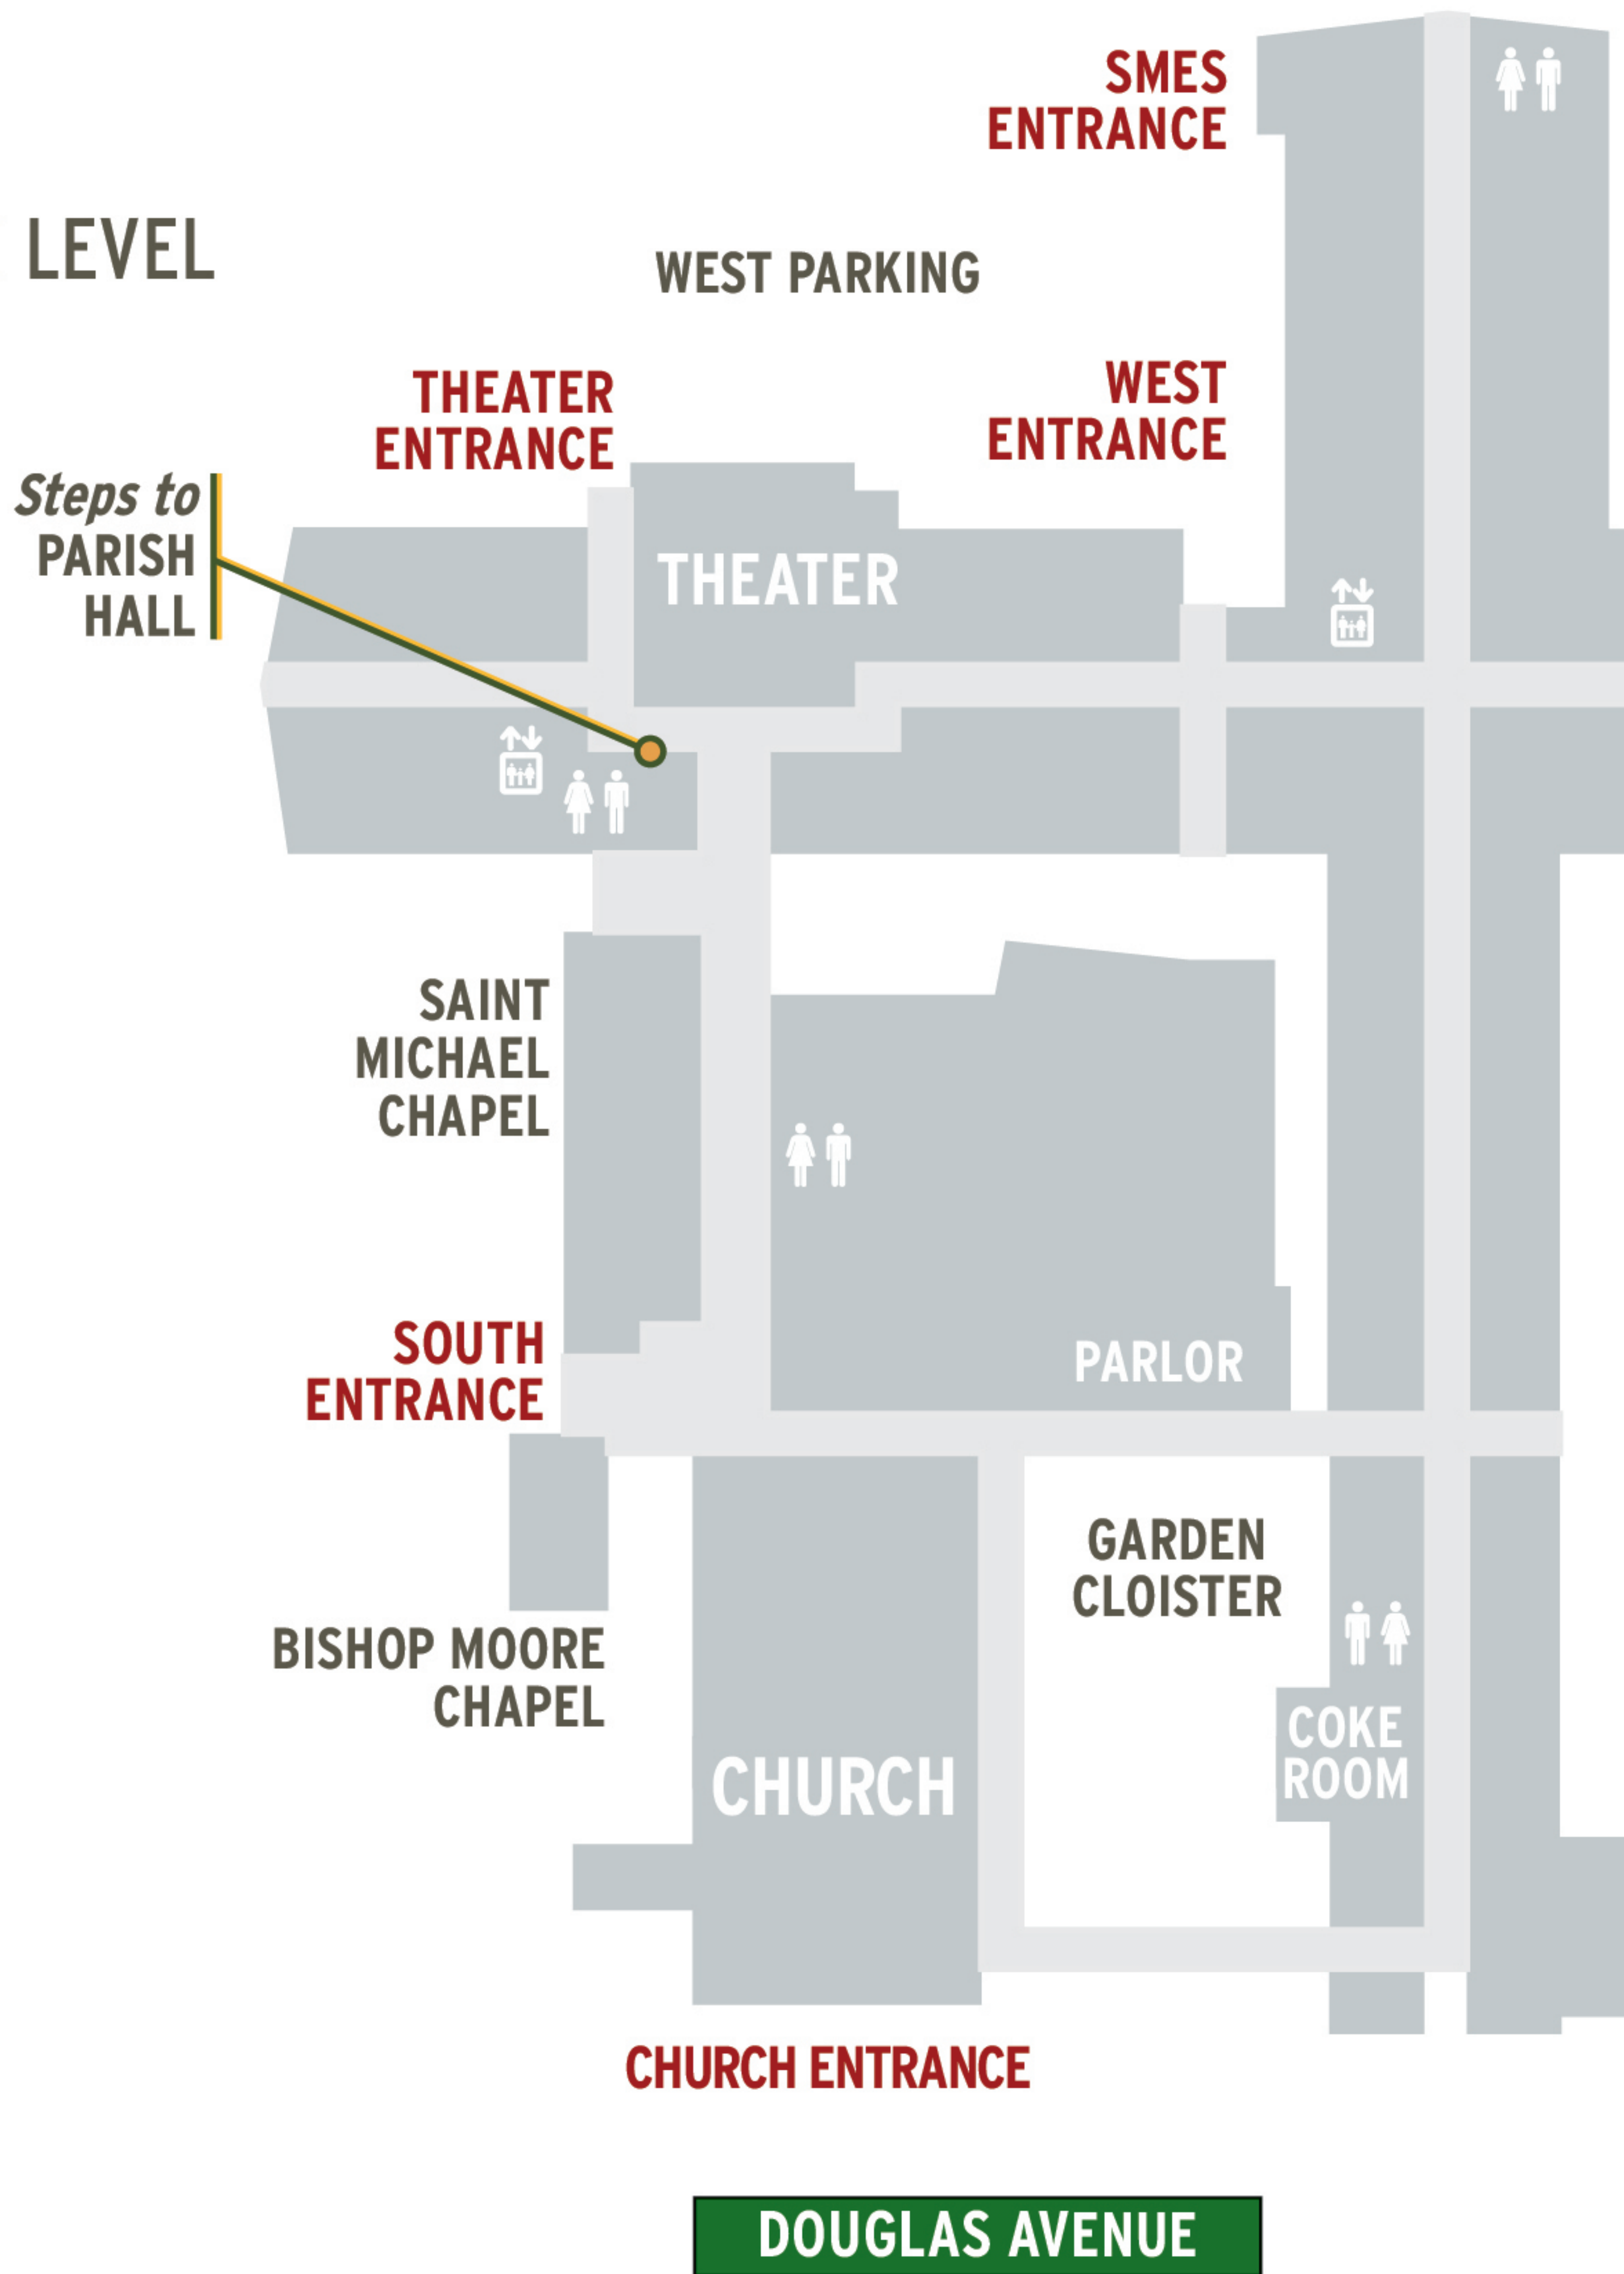 SMES
ENTRANCE
LEVEL
WEST PARKING
THEATER
ENTRANCE
WEST
ENTRANCE
Steps to
PARISH
HALL
THEATER
SAINT
MICHAEL
CHAPEL
SOUTH
ENTRANCE
PARLOR
GARDEN
CLOISTER
BISHOP MOORE
CHAPEL
COKE
ROOM
CHURCH
CHURCH ENTRANCE
DOUGLAS AVENUE